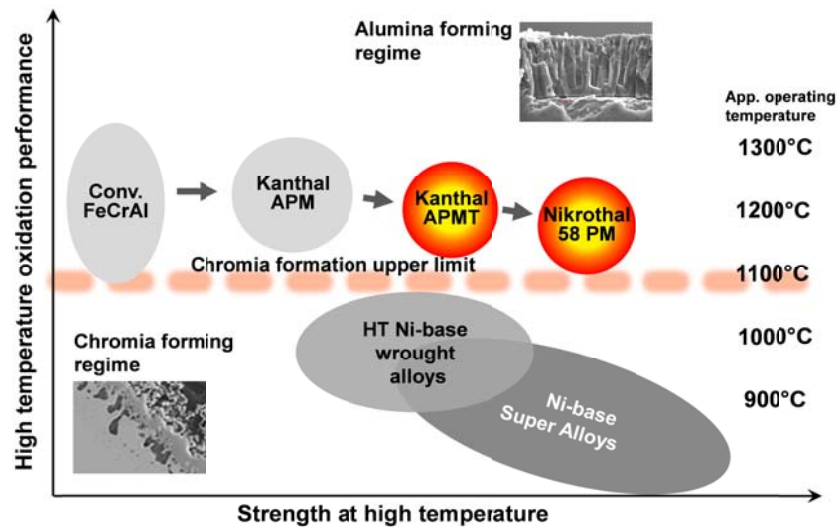 High temperature oxidation performance
Alumina forming
regime
App. operating
temperature
1300°C
1200°C
1100°C
1000°C
900°C
Conv.
FeCrAl
Kanthal
APM
Kanthal
APMT
Nikrothal
58 PM
Chromia formation upper limit
Chromia forming
regime
HT Ni-base
wrought
alloys
Ni-base
Super Alloys
Strength at high temperature